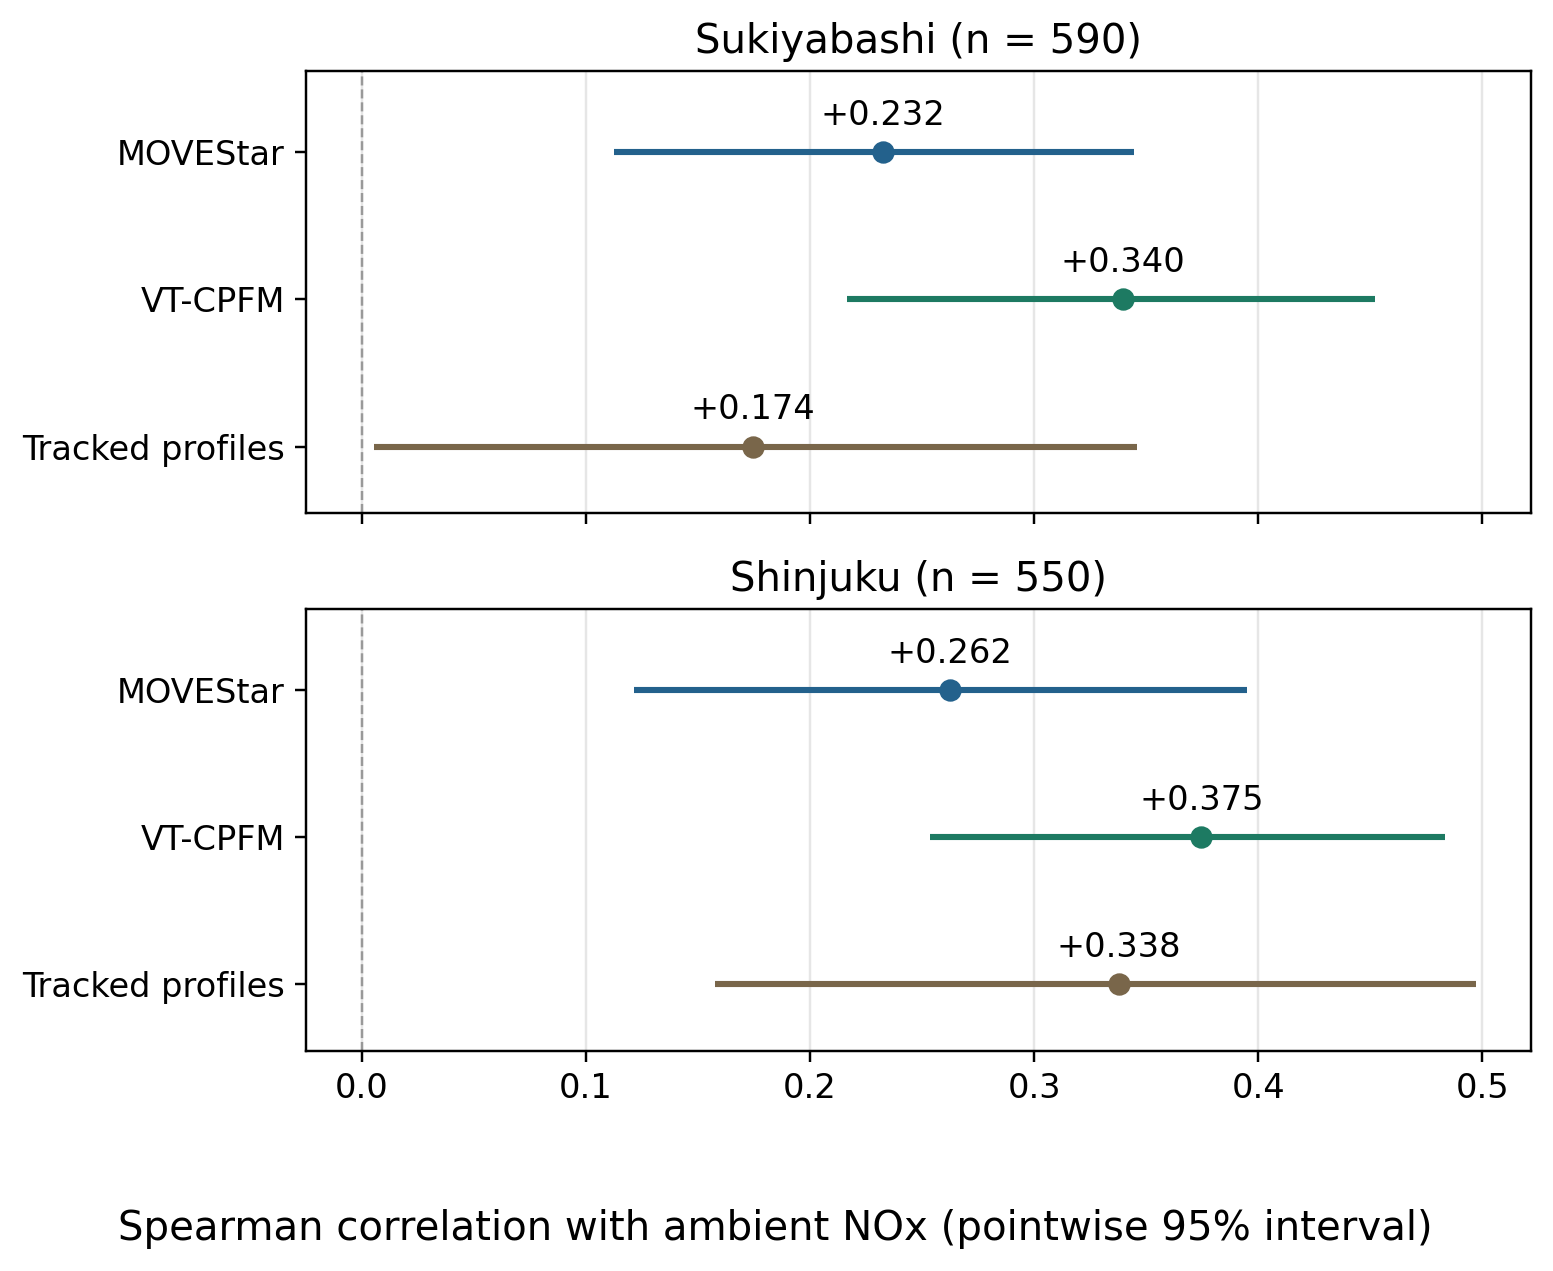 Sukiyabashi (n = 590)
MOVEStar
+0.232
VT-CPFM
+0.340
Tracked profiles
+0.174
Shinjuku (n = 550)
MOVEStar
+0.262
VT-CPFM
+0.375
Tracked profiles
+0.338
0.0 0.1 0.2 0.3 0.4 0.5
Spearman correlation with ambient NOx (pointwise 95% interval)